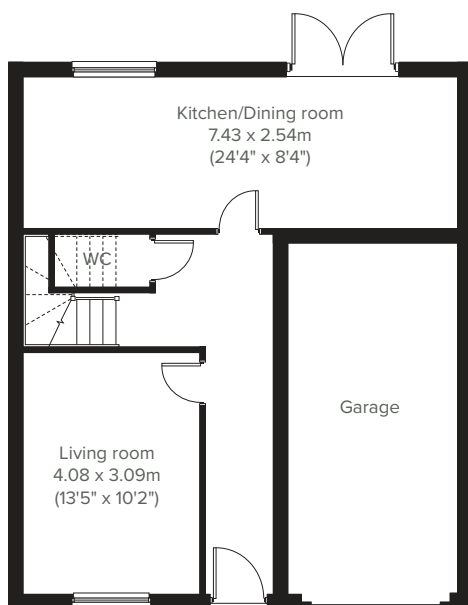 Kitchen/Dining room
7.43 x 2.54m
(24'4" x 8'4")
WC
Garage
Living room
4.08 x 3.09m
(13'5" x 10'2")